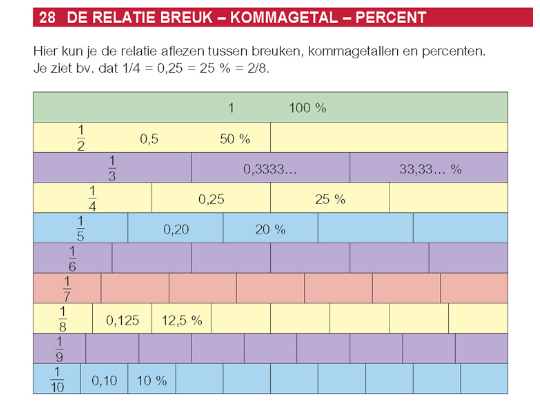 28 DE RELATIE BREUK – KOMMAGETAL – PERCENT
Hier kun je de relatie aflezen tussen breuken, kommagetallen en percenten.
Je ziet bv. dat 1/4 = 0,25 = 25 % = 2/8.
1 100 %
1/2 0,5 50 %
1/3 0,3333... 33,33... %
1/4 0,25 25 %
1/5 0,20 20 %
1/6
1/7
1/8 0,125 12,5 %
1/9
1/10 0,10 10 %